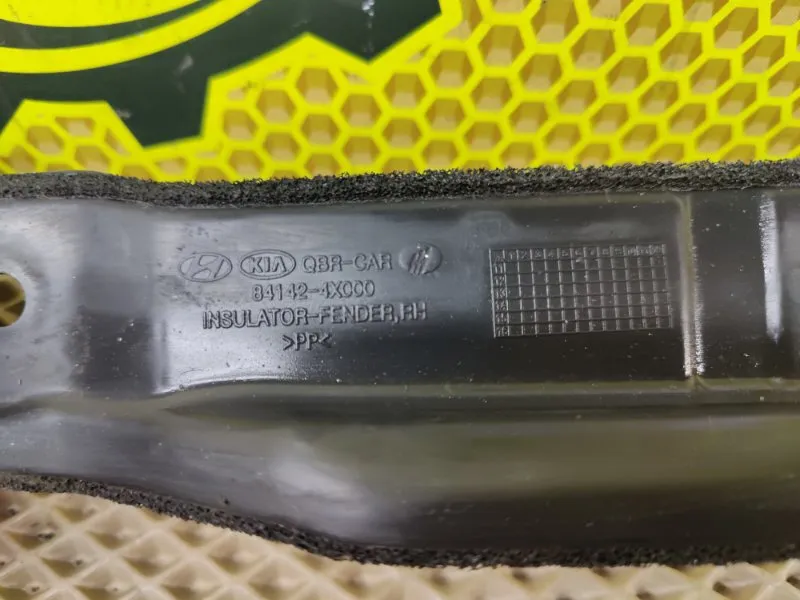 KIA QBR-CAR
84142-4X000
INSULATOR-FENDER,RH
>PP<